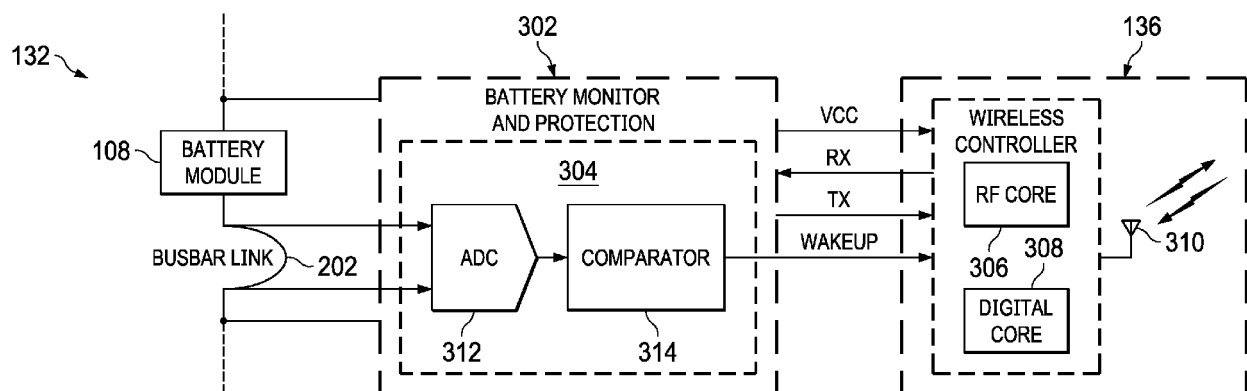 132
302
136
BATTERY MONITOR
AND PROTECTION
108
BATTERY
MODULE
304
VCC
RX
TX
WAKEUP
WIRELESS
CONTROLLER
RF CORE
306
308
DIGITAL
CORE
310
BUSBAR LINK
202
ADC
312
COMPARATOR
314